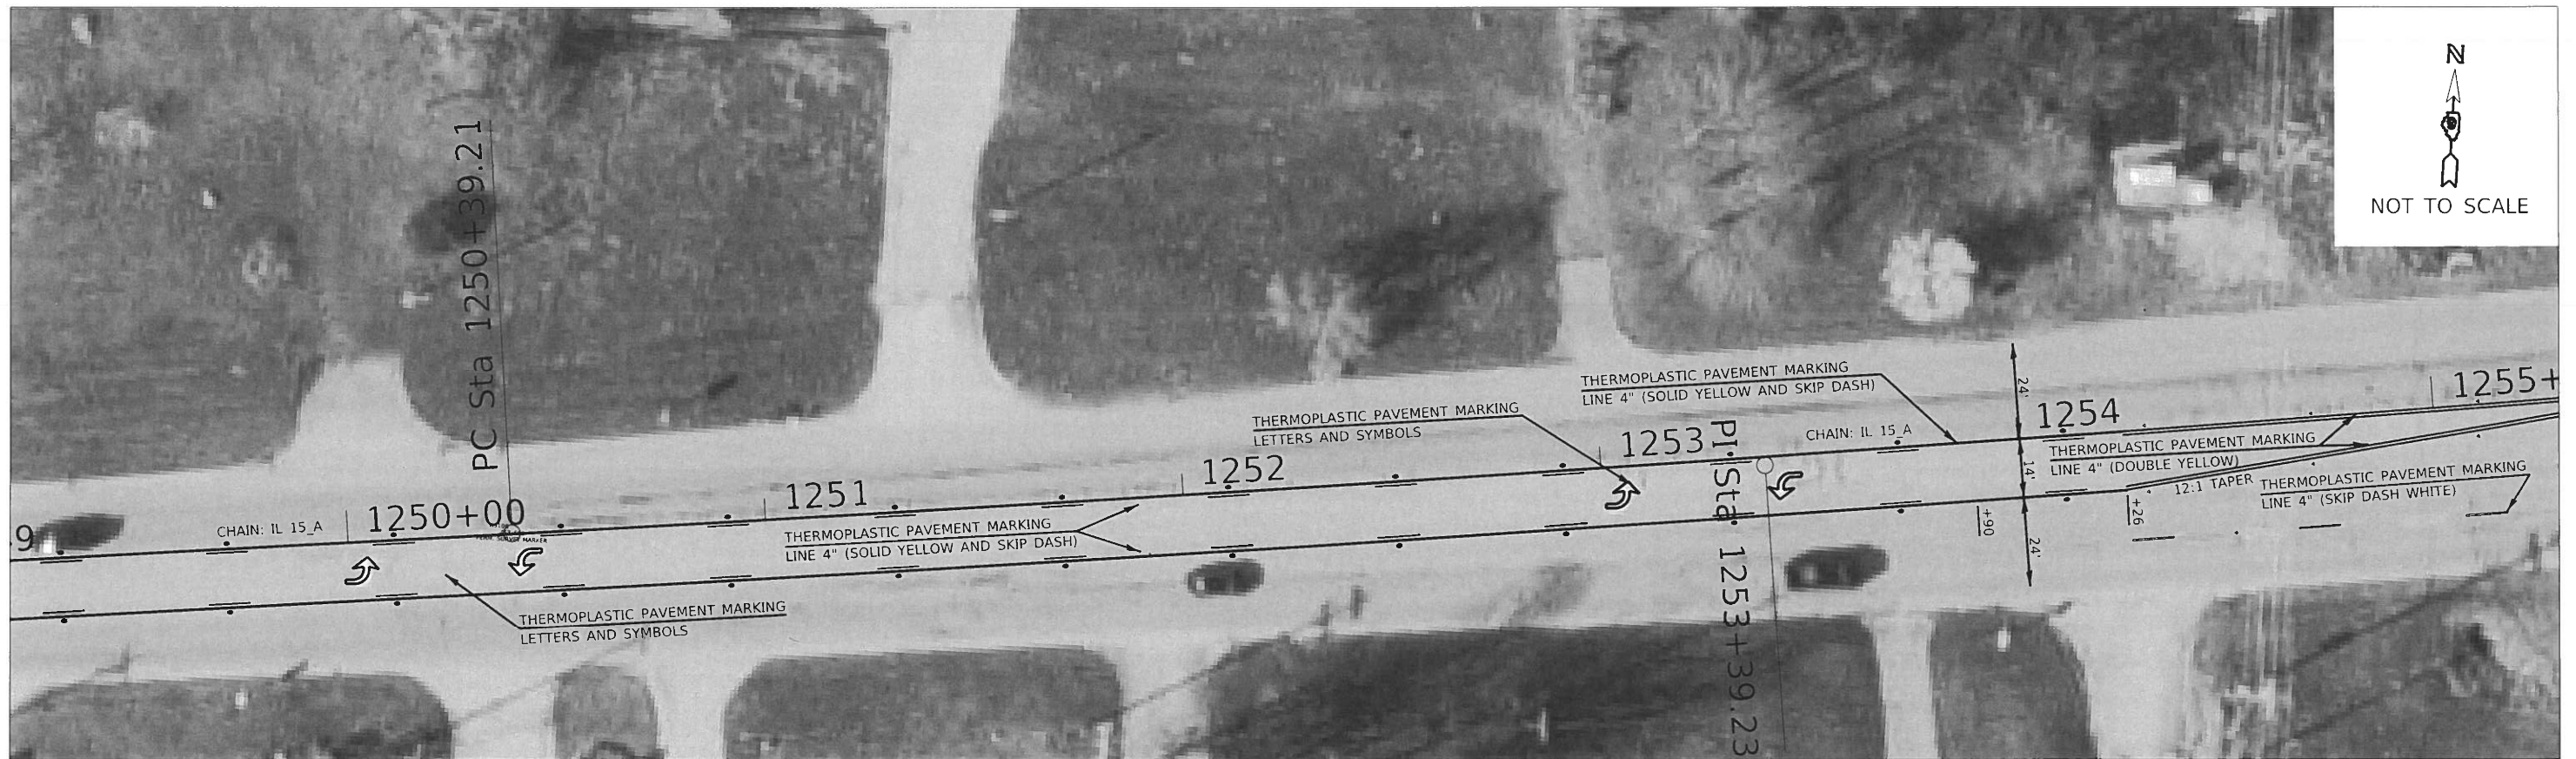 N
NOT TO SCALE
PC Sta 1250+39.21
THERMOPLASTIC PAVEMENT MARKING
LINE 4" (SOLID YELLOW AND SKIP DASH)
24'
1255+
THERMOPLASTIC PAVEMENT MARKING
LETTERS AND SYMBOLS
1254
1253
PI Sta 1253+39.23
CHAIN: IL 15_A
THERMOPLASTIC PAVEMENT MARKING
LINE 4" (DOUBLE YELLOW)
14'
12:1 TAPER
THERMOPLASTIC PAVEMENT MARKING
LINE 4" (SKIP DASH WHITE)
1252
1251
+90
+26
24'
9
CHAIN: IL 15_A
1250+00
THERMOPLASTIC PAVEMENT MARKING
LINE 4" (SOLID YELLOW AND SKIP DASH)
THERMOPLASTIC PAVEMENT MARKING
LETTERS AND SYMBOLS